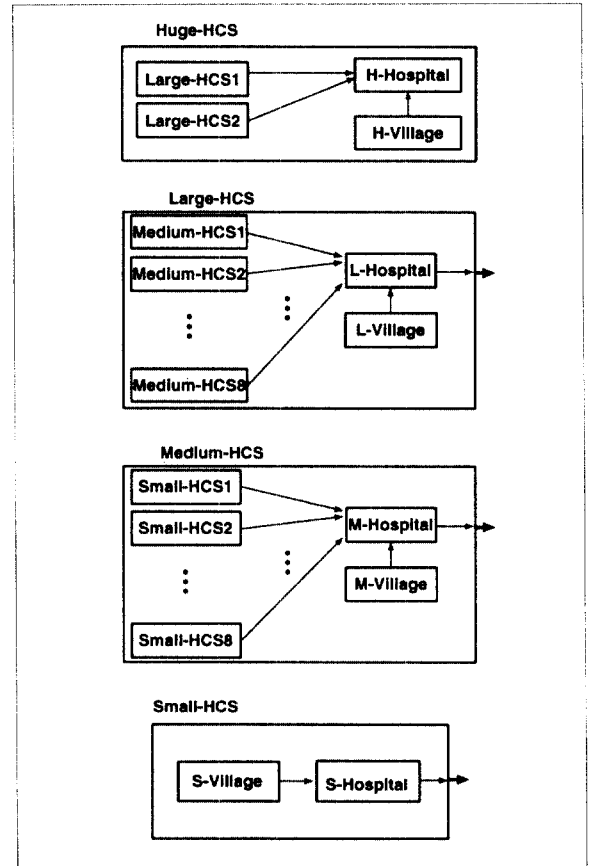 Huge-HCS
Large-HCS1
H-Hospital
Large-HCS2
H-Village
Large-HCS
Medium-HCS1
Medium-HCS2
L-Hospital
L-Village
Medium-HCS8
Medium-HCS
Small-HCS1
Small-HCS2
M-Hospital
M-Village
Small-HCS8
Small-HCS
S-Village
S-Hospital